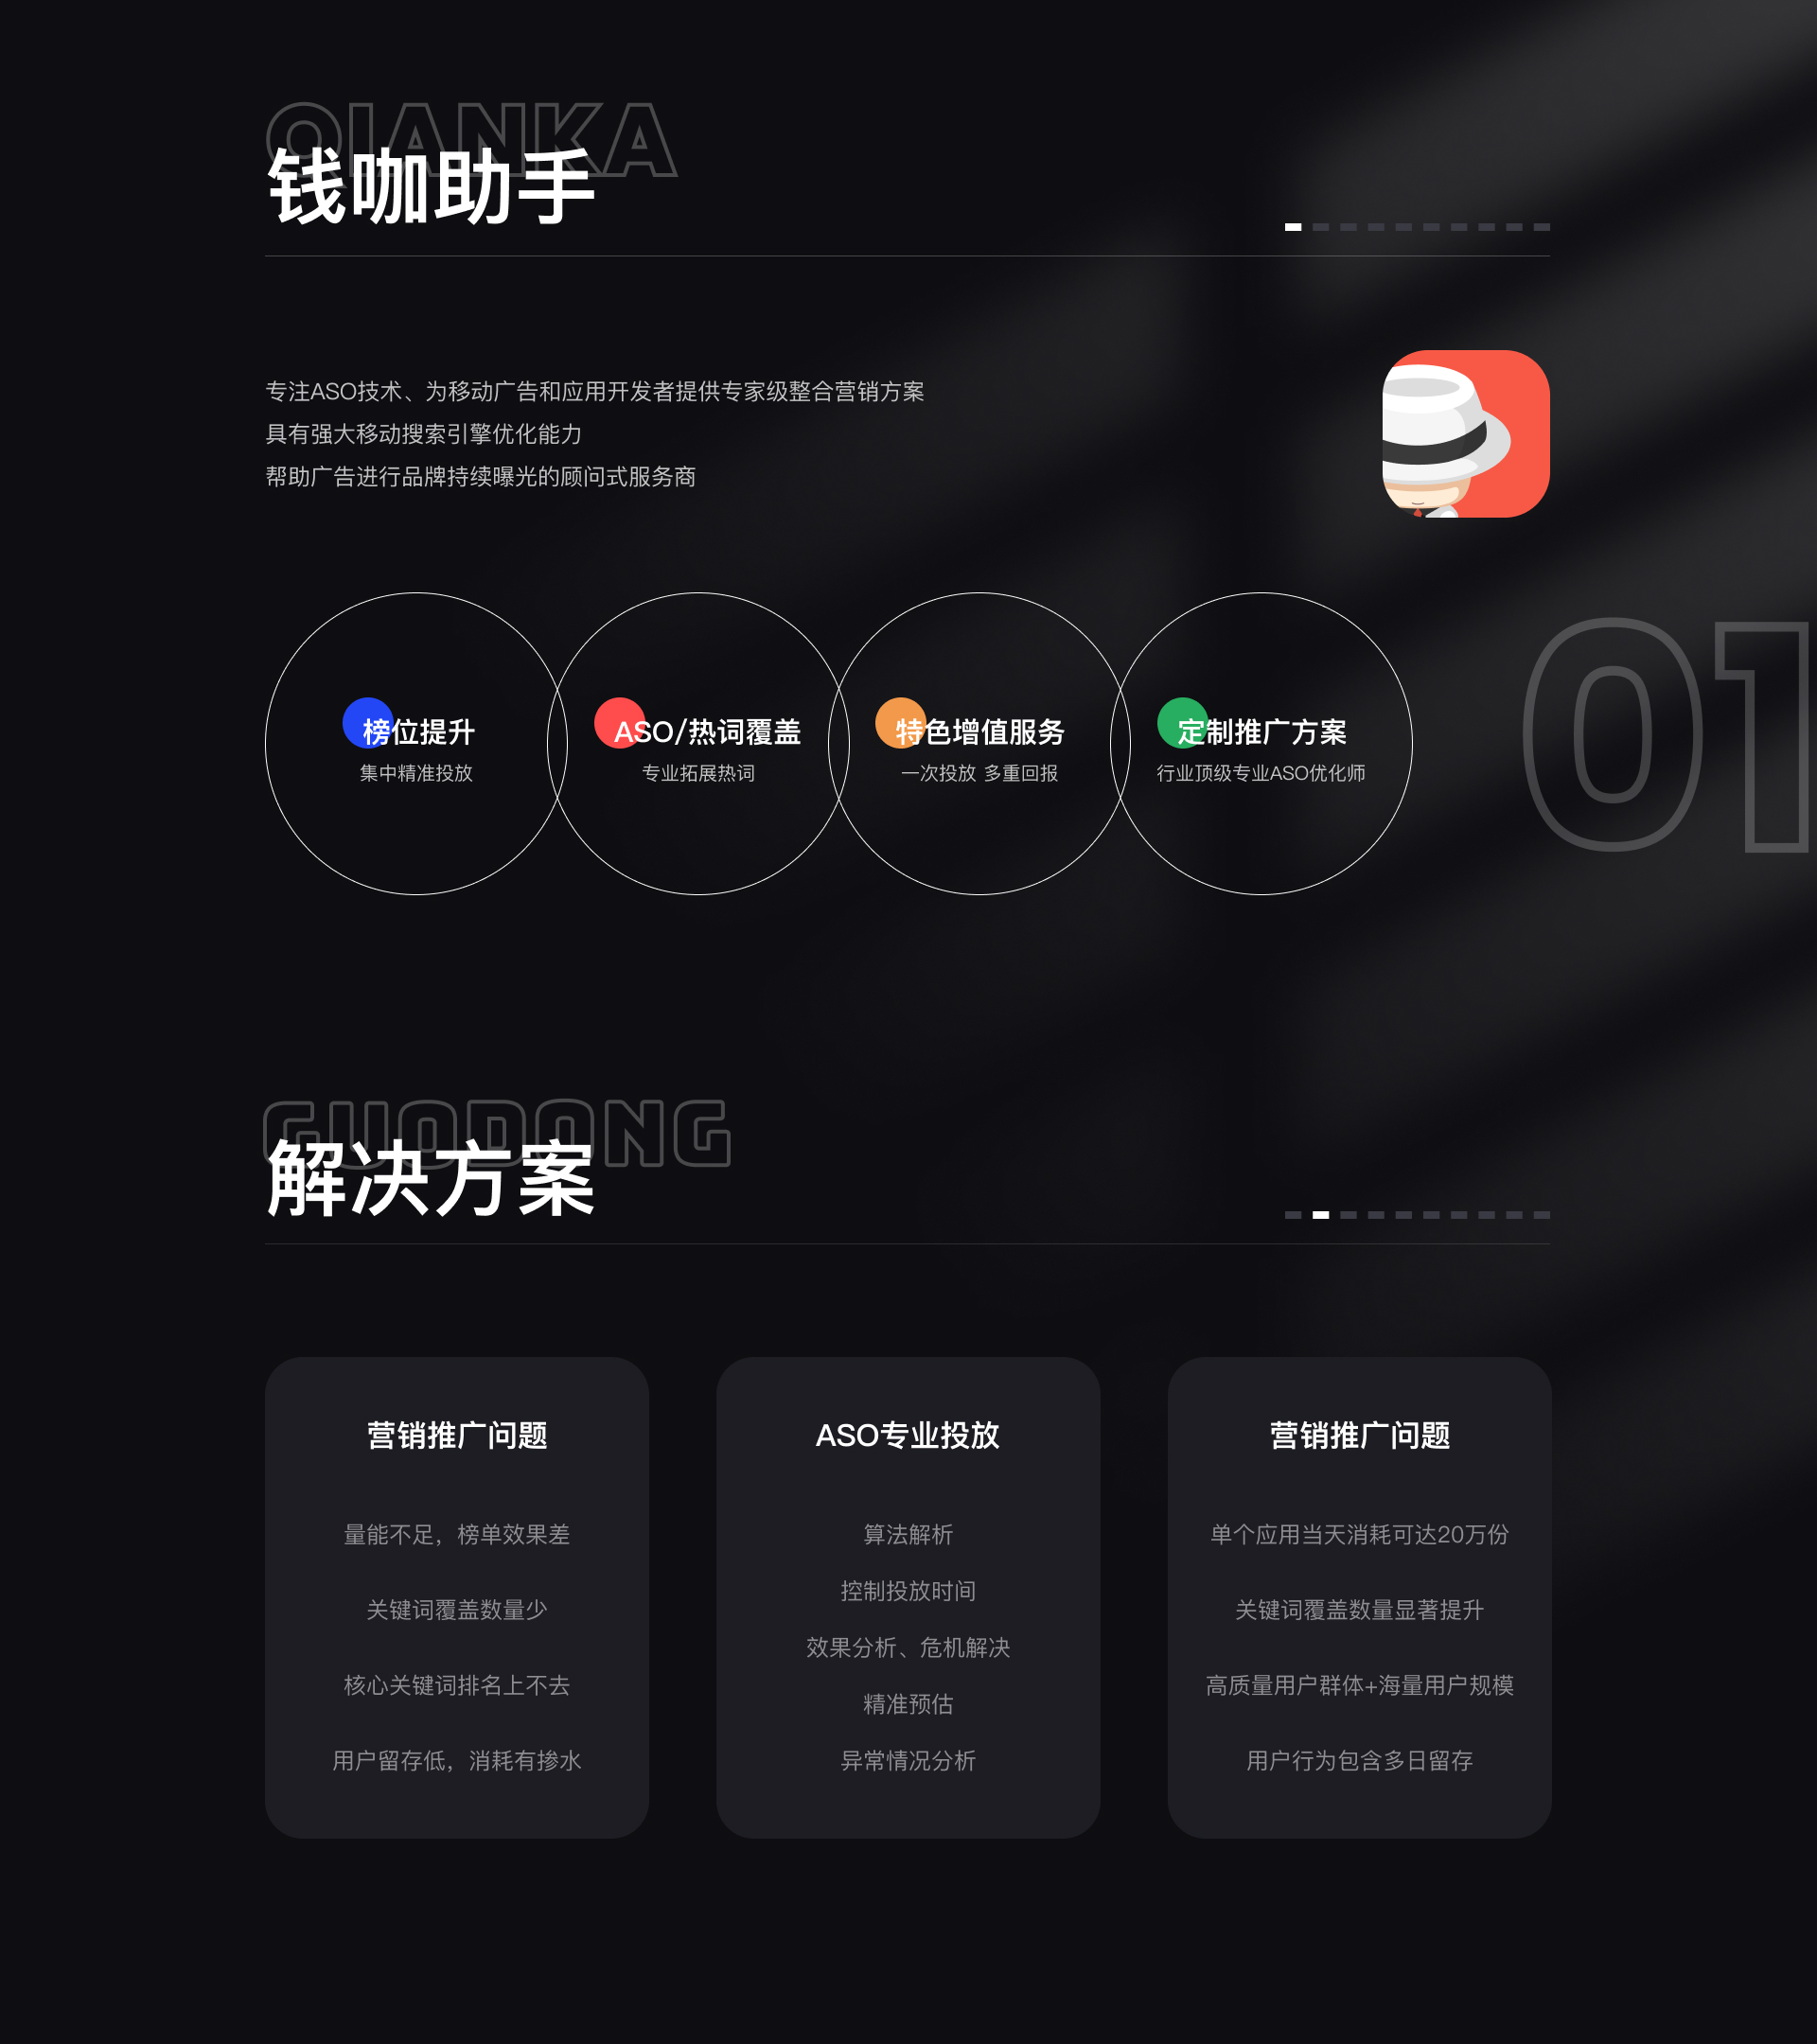 QIANKA
钱咖助手
专注ASO技术、为移动广告和应用开发者提供专家级整合营销方案
具有强大移动搜索引擎优化能力
帮助广告进行品牌持续曝光的顾问式服务商
榜位提升
集中精准投放
ASO/热词覆盖
专业拓展热词
特色增值服务
一次投放 多重回报
定制推广方案
行业顶级专业ASO优化师
01
GUODONG
解决方案
营销推广问题
量能不足，榜单效果差
关键词覆盖数量少
核心关键词排名上不去
用户留存低，消耗有掺水
ASO专业投放
算法解析
控制投放时间
效果分析、危机解决
精准预估
异常情况分析
营销推广问题
单个应用当天消耗可达20万份
关键词覆盖数量显著提升
高质量用户群体+海量用户规模
用户行为包含多日留存